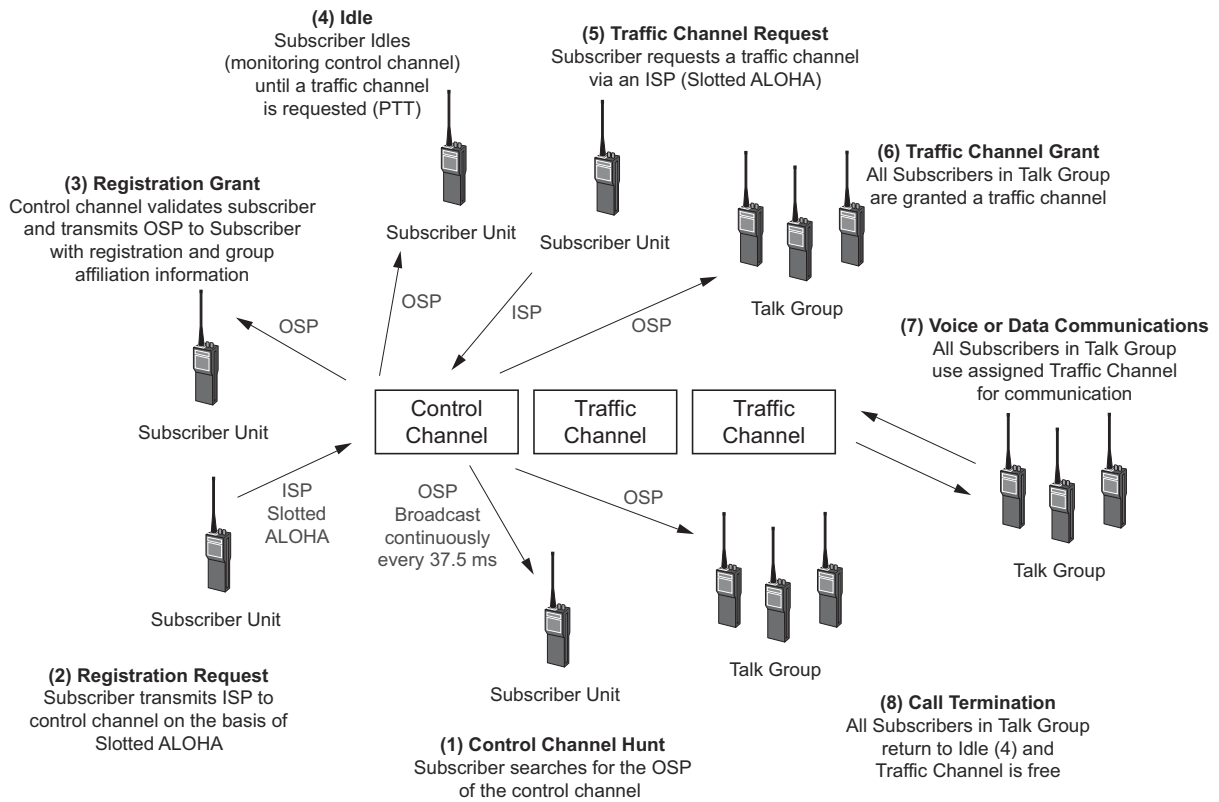 (4) Idle
Subscriber Idles
(monitoring control channel)
until a traffic channel
is requested (PTT)
(5) Traffic Channel Request
Subscriber requests a traffic channel
via an ISP (Slotted ALOHA)
(6) Traffic Channel Grant
All Subscribers in Talk Group
are granted a traffic channel
(3) Registration Grant
Control channel validates subscriber
and transmits OSP to Subscriber
with registration and group
affiliation information
Subscriber Unit
Subscriber Unit
Talk Group
OSP
OSP
ISP
OSP
(7) Voice or Data Communications
All Subscribers in Talk Group
use assigned Traffic Channel
for communication
Subscriber Unit
Control
Channel
Traffic
Channel
Traffic
Channel
ISP
Slotted
ALOHA
OSP
Broadcast
continuously
every 37.5 ms
OSP
Talk Group
Subscriber Unit
Talk Group
Subscriber Unit
(2) Registration Request
Subscriber transmits ISP to
control channel on the basis of
Slotted ALOHA
(1) Control Channel Hunt
Subscriber searches for the OSP
of the control channel
(8) Call Termination
All Subscribers in Talk Group
return to Idle (4) and
Traffic Channel is free